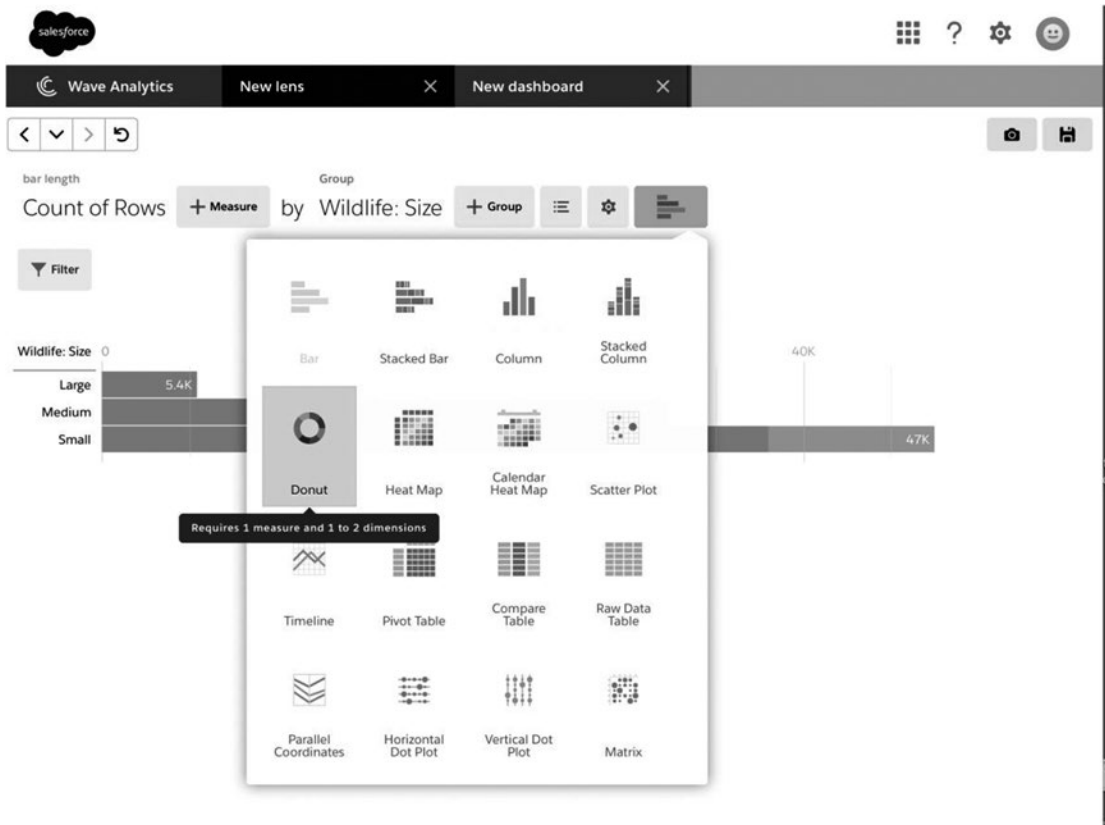 salesforce
?
Wave Analytics
New lens
New dashboard
bar length
Group
Count of Rows
+ Measure
by
Wildlife: Size
+ Group
Filter
Wildlife: Size
0
40K
Large
5.4K
Medium
Small
47K
Bar
Stacked Bar
Column
Stacked
Column
Donut
Heat Map
Calendar
Heat Map
Scatter Plot
Requires 1 measure and 1 to 2 dimensions
Timeline
Pivot Table
Compare
Table
Raw Data
Table
Parallel
Coordinates
Horizontal
Dot Plot
Vertical Dot
Plot
Matrix